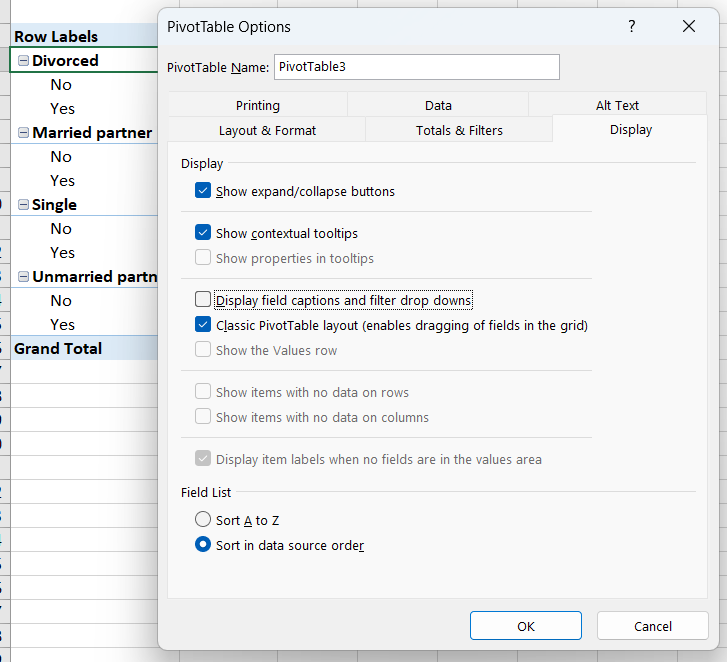 Row Labels
Divorced
No
Yes
Married partner
No
Yes
Single
No
Yes
Unmarried partn
No
Yes
Grand Total
PivotTable Options
?
PivotTable Name: PivotTable3
Printing Data Alt Text
Layout & Format Totals & Filters Display
Display
Show expand/collapse buttons
Show contextual tooltips
Show properties in tooltips
Display field captions and filter drop downs
Classic PivotTable layout (enables dragging of fields in the grid)
Show the Values row
Show items with no data on rows
Show items with no data on columns
Display item labels when no fields are in the values area
Field List
Sort A to Z
Sort in data source order
OK Cancel